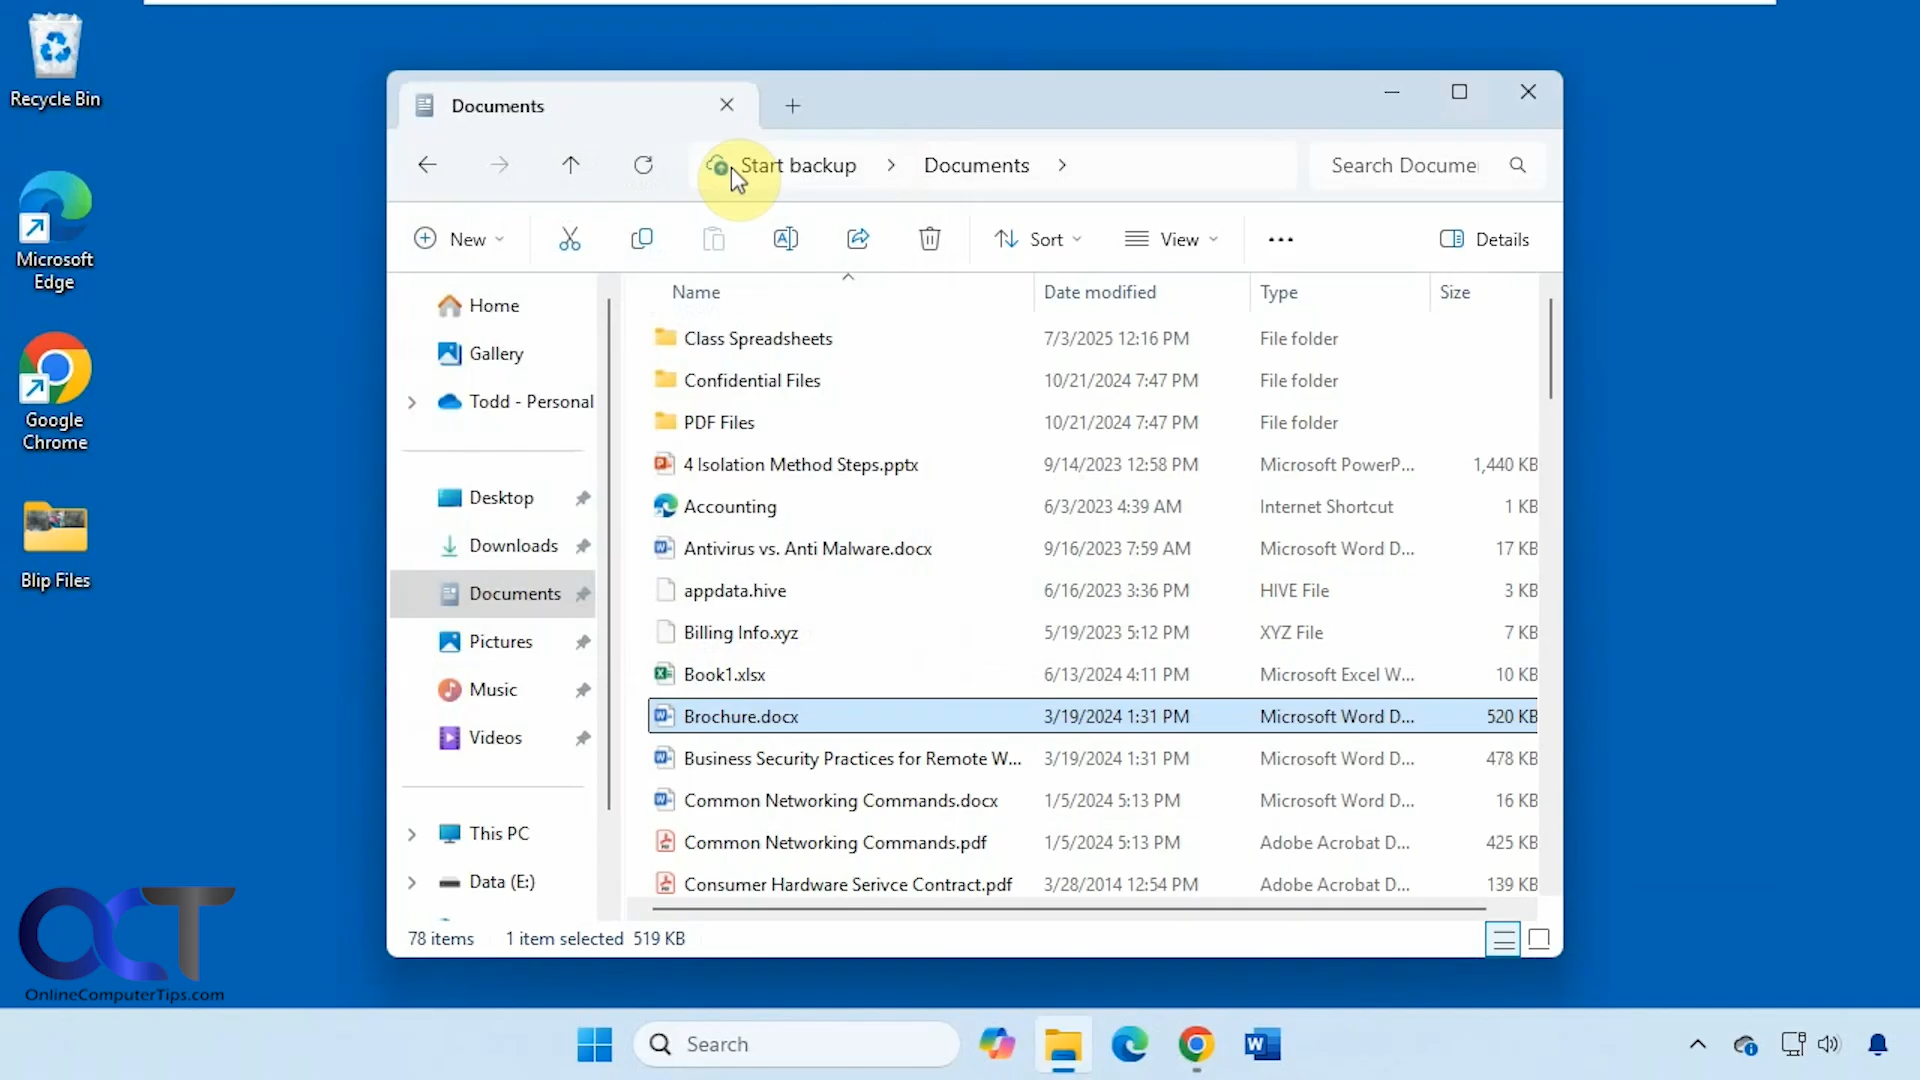 Recycle Bin
Microsoft
Edge
Google
Chrome
Blip Files
Documents
Start backup
Documents
Search Docume
New
Sort
View
Details
Home
Gallery
Todd - Personal
Desktop
Downloads
Documents
Pictures
Music
Videos
This PC
Data (E:)
Name Date modified Type Size
Class Spreadsheets 7/3/2025 12:16 PM File folder
Confidential Files 10/21/2024 7:47 PM File folder
PDF Files 10/21/2024 7:47 PM File folder
4 Isolation Method Steps.pptx 9/14/2023 12:58 PM Microsoft PowerP... 1,440 KB
Accounting 6/3/2023 4:39 AM Internet Shortcut 1 KB
Antivirus vs. Anti Malware.docx 9/16/2023 7:59 AM Microsoft Word D... 17 KB
appdata.hive 6/16/2023 3:36 PM HIVE File 3 KB
Billing Info.xyz 5/19/2023 5:12 PM XYZ File 7 KB
Book1.xlsx 6/13/2024 4:11 PM Microsoft Excel W... 10 KB
Brochure.docx 3/19/2024 1:31 PM Microsoft Word D... 520 KB
Business Security Practices for Remote W... 3/19/2024 1:31 PM Microsoft Word D... 478 KB
Common Networking Commands.docx 1/5/2024 5:13 PM Microsoft Word D... 16 KB
Common Networking Commands.pdf 1/5/2024 5:13 PM Adobe Acrobat D... 425 KB
Consumer Hardware Serivce Contract.pdf 3/28/2014 12:54 PM Adobe Acrobat D... 139 KB
78 items 1 item selected 519 KB
OCT
OnlineComputerTips.com
Search